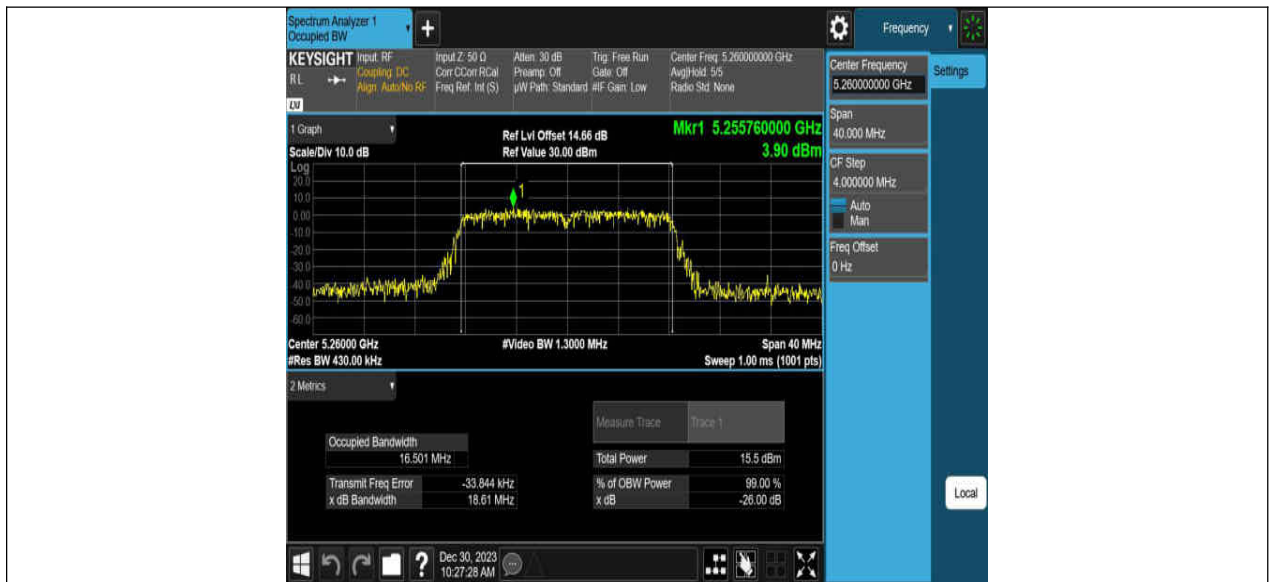 Spectrum Analyzer 1
Occupied BW
+
Frequency
KEYSIGHT
RL
LXI
Input: RF
Coupling: DC
Align: Auto/No RF
Input Z: 50 Ω
Corr CCorr RCal
Freq Ref: Int (S)
Atten: 30 dB
Preamp: Off
µW Path: Standard
Trig: Free Run
Gate: Off
#IF Gain: Low
Center Freq: 5.260000000 GHz
Avg|Hold: 5/5
Radio Std: None
Center Frequency
5.260000000 GHz
Settings
Span
40.000 MHz
CF Step
4.000000 MHz
Auto
Man
Freq Offset
0 Hz
Local
1 Graph
Scale/Div 10.0 dB
Ref Lvl Offset 14.66 dB
Ref Value 30.00 dBm
Mkr1 5.255760000 GHz
3.90 dBm
Log
20.0
10.0
0.00
-10.0
-20.0
-30.0
-40.0
-50.0
-60.0
1
Center 5.26000 GHz
#Video BW 1.3000 MHz
Span 40 MHz
#Res BW 430.00 kHz
Sweep 1.00 ms (1001 pts)
2 Metrics
Measure Trace
Trace 1
Occupied Bandwidth
16.501 MHz
Total Power
15.5 dBm
Transmit Freq Error
-33.844 kHz
% of OBW Power
99.00 %
x dB Bandwidth
18.61 MHz
x dB
-26.00 dB
?
Dec 30, 2023
10:27:28 AM